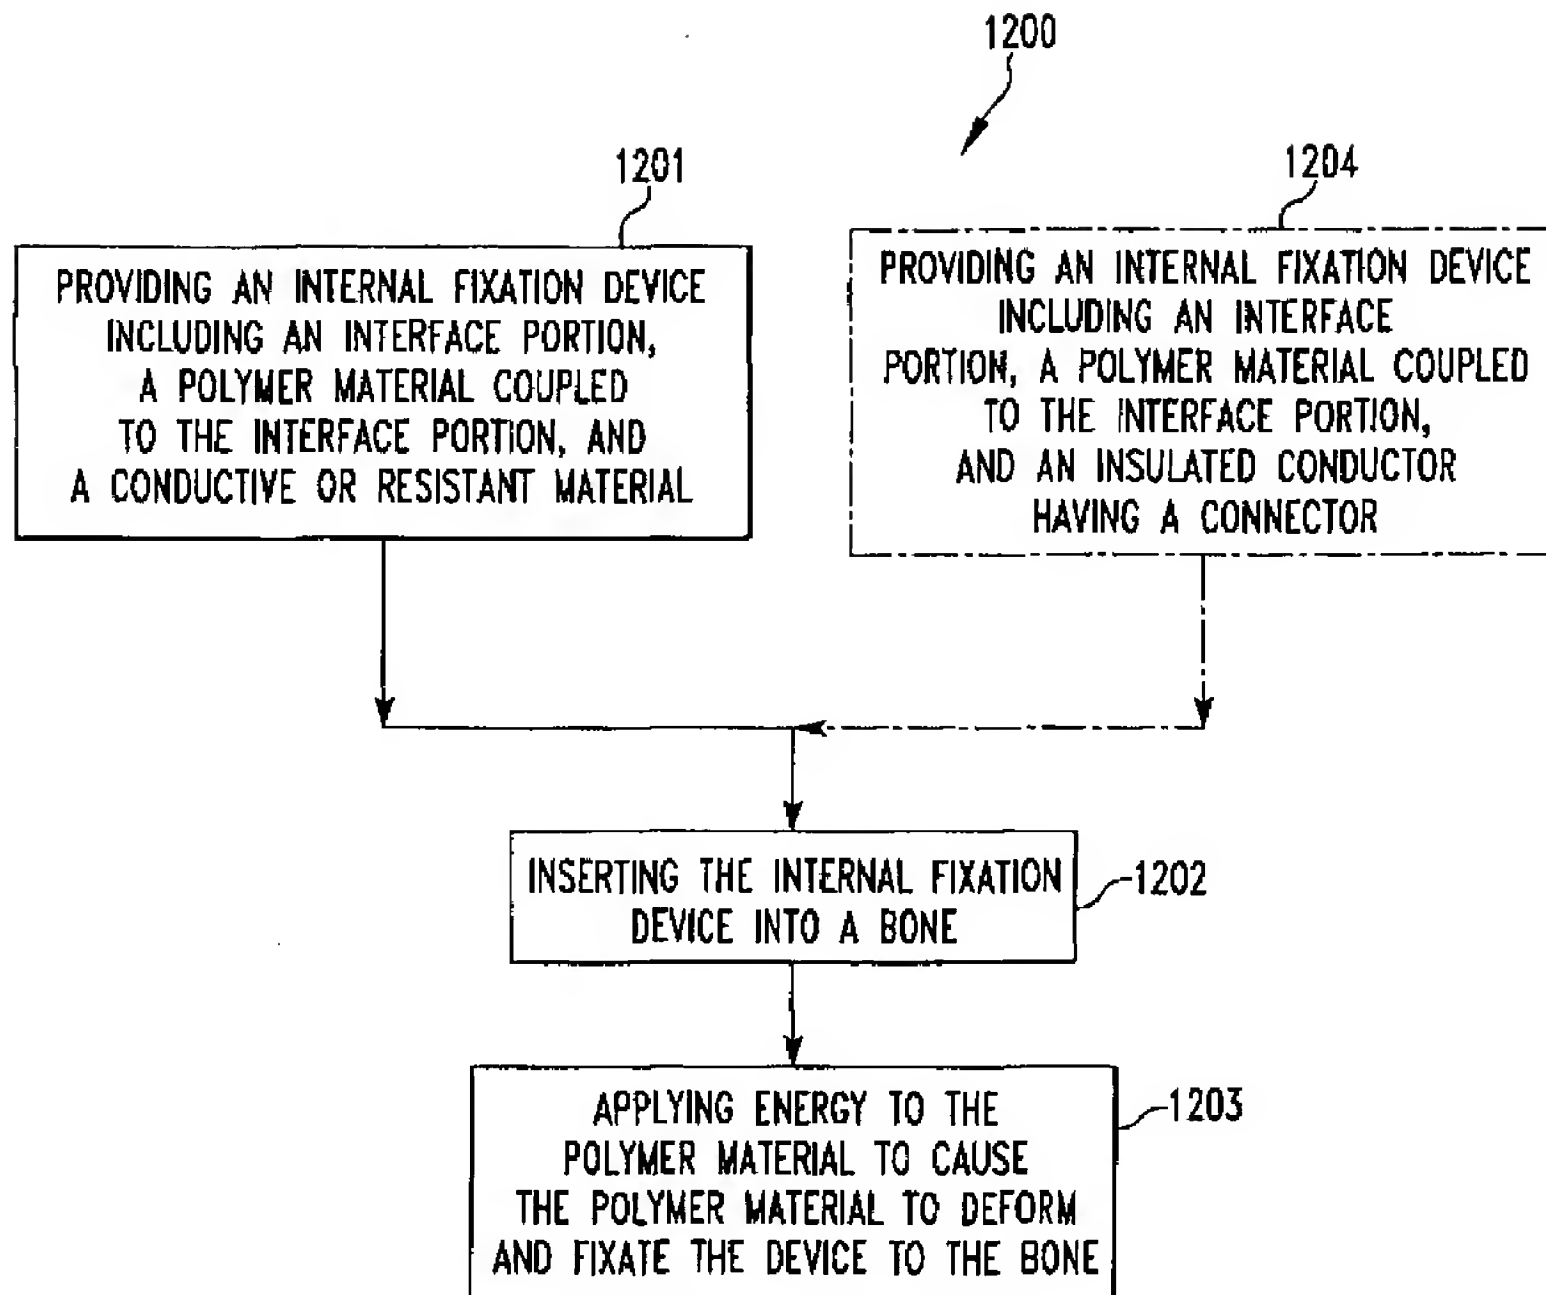 1200
1201
PROVIDING AN INTERNAL FIXATION DEVICE
INCLUDING AN INTERFACE PORTION,
A POLYMER MATERIAL COUPLED
TO THE INTERFACE PORTION, AND
A CONDUCTIVE OR RESISTANT MATERIAL
1204
PROVIDING AN INTERNAL FIXATION DEVICE
INCLUDING AN INTERFACE
PORTION, A POLYMER MATERIAL COUPLED
TO THE INTERFACE PORTION,
AND AN INSULATED CONDUCTOR
HAVING A CONNECTOR
INSERTING THE INTERNAL FIXATION
DEVICE INTO A BONE
1202
APPLYING ENERGY TO THE
POLYMER MATERIAL TO CAUSE
THE POLYMER MATERIAL TO DEFORM
AND FIXATE THE DEVICE TO THE BONE
1203